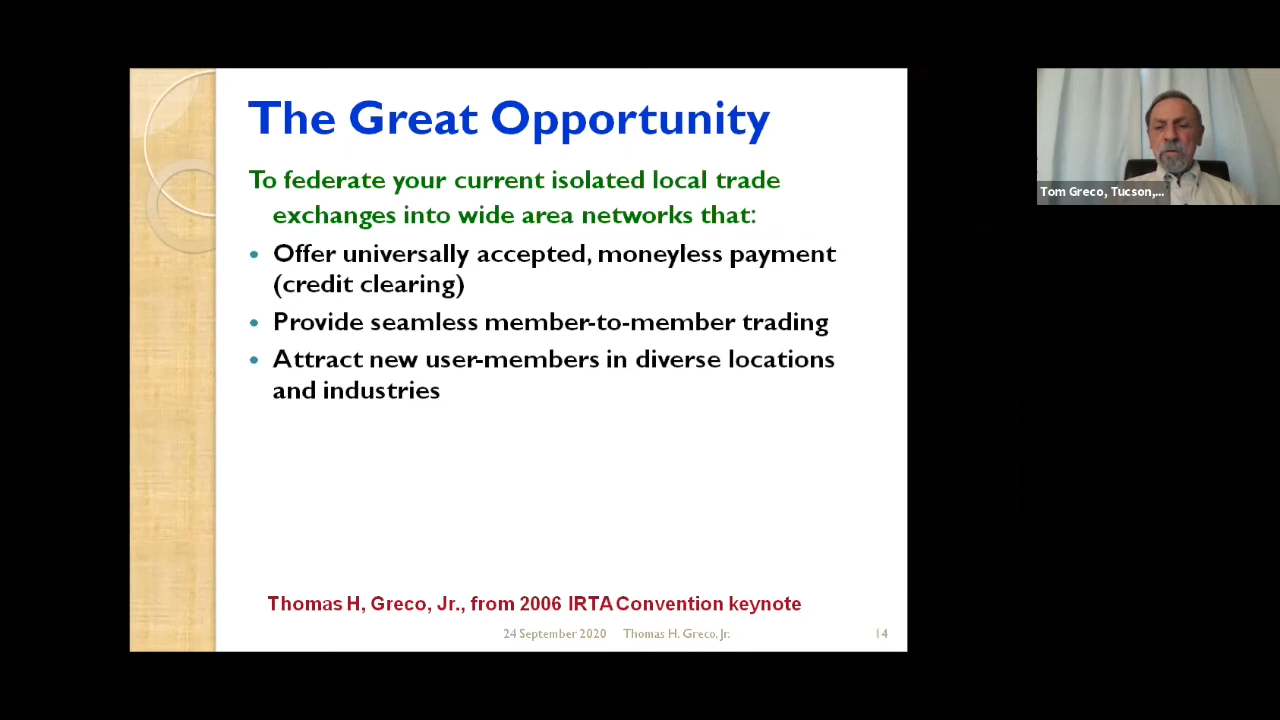 The Great Opportunity
To federate your current isolated local trade
exchanges into wide area networks that:
• Offer universally accepted, moneyless payment
(credit clearing)
• Provide seamless member-to-member trading
• Attract new user-members in diverse locations
and industries
Thomas H, Greco, Jr., from 2006 IRTA Convention keynote
24 September 2020 Thomas H. Greco, Jr. 14
Tom Greco, Tucson,...